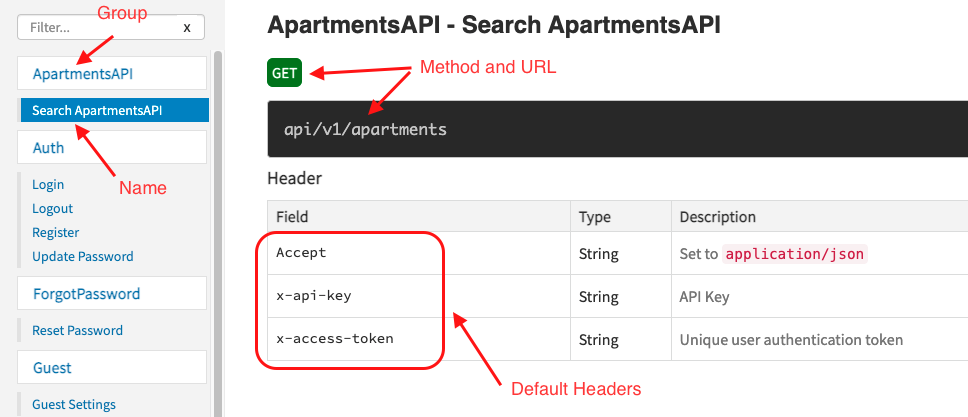 Group
Filter... x
ApartmentsAPI
Search ApartmentsAPI
Auth
Name
Login
Logout
Register
Update Password
ForgotPassword
Reset Password
Guest
Guest Settings
ApartmentsAPI - Search ApartmentsAPI
GET
Method and URL
api/v1/apartments
Header
Field Type Description
Accept String Set to application/json
x-api-key String API Key
x-access-token String Unique user authentication token
Default Headers